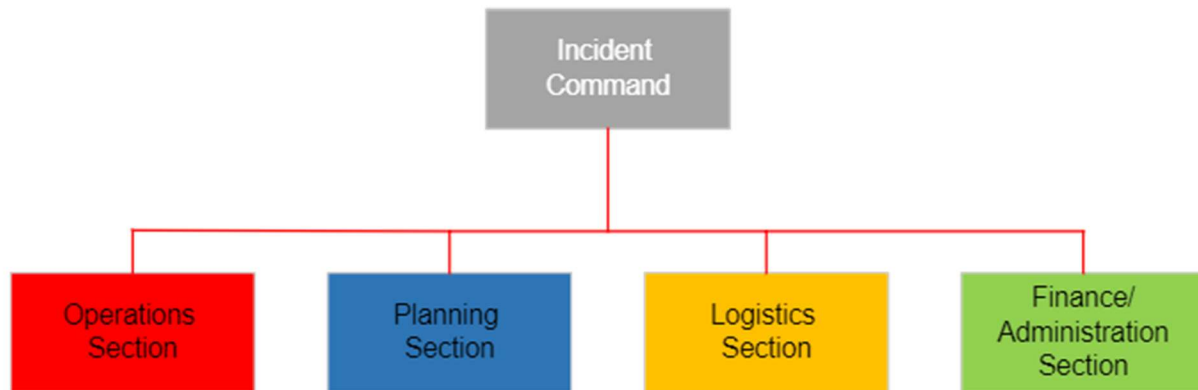 Incident
Command
Operations
Section
Planning
Section
Logistics
Section
Finance/
Administration
Section